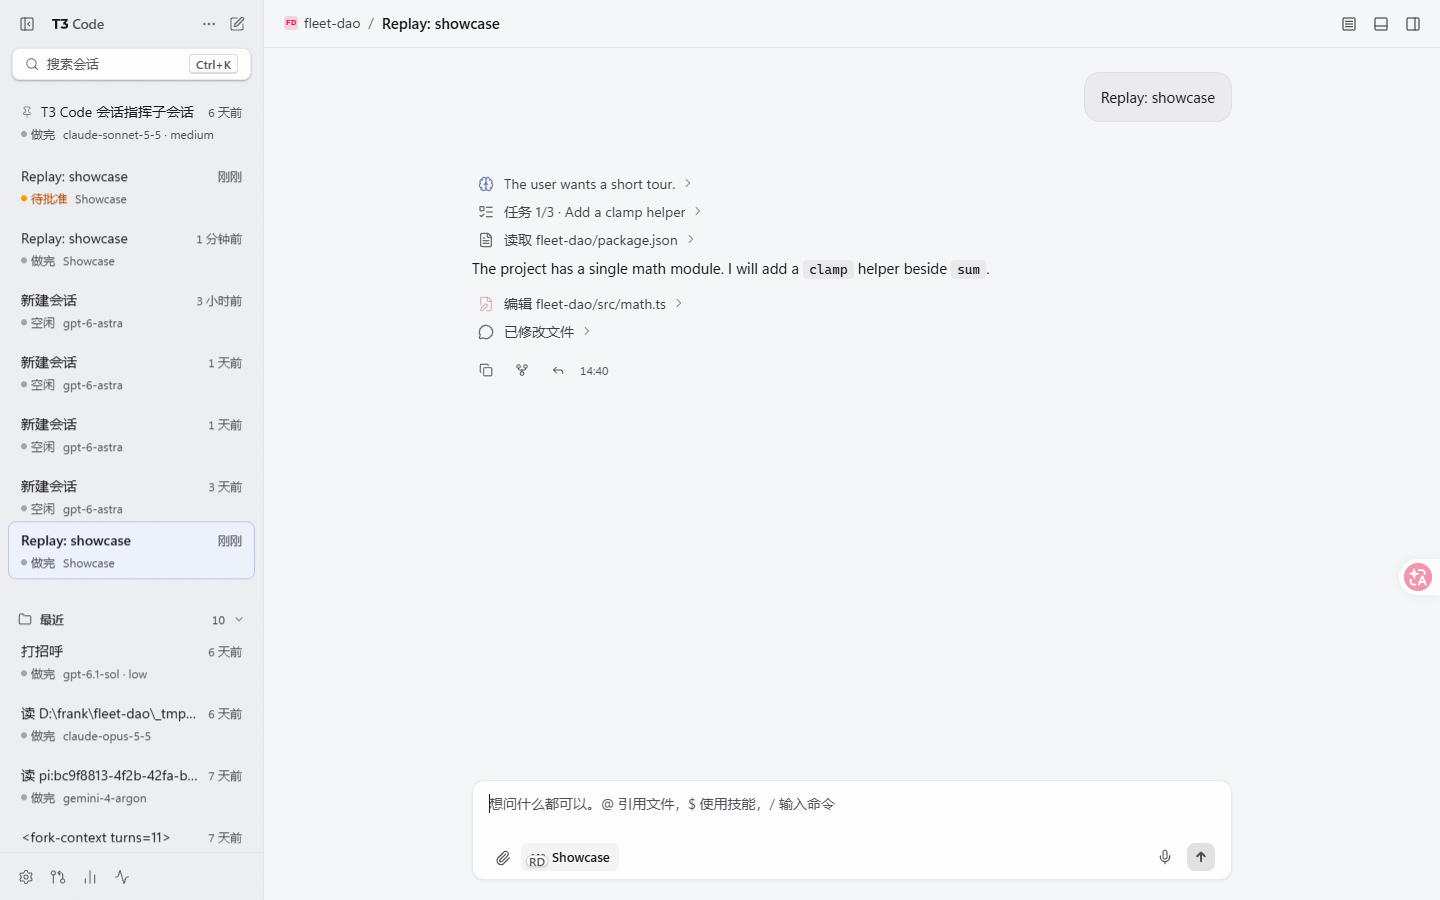 T3 Code
搜索会话 Ctrl+K
T3 Code 会话指挥子会话 6 天前
做完 claude-sonnet-5-5 · medium
Replay: showcase 刚刚
待批准 Showcase
Replay: showcase 1 分钟前
做完 Showcase
新建会话 3 小时前
空闲 gpt-6-astra
新建会话 1 天前
空闲 gpt-6-astra
新建会话 1 天前
空闲 gpt-6-astra
新建会话 3 天前
空闲 gpt-6-astra
Replay: showcase 刚刚
做完 Showcase
最近 10
打招呼 6 天前
做完 gpt-6.1-sol · low
读 D:\frank\fleet-dao\_tmp... 6 天前
做完 claude-opus-5-5
读 pi:bc9f8813-4f2b-42fa-b... 7 天前
做完 gemini-4-argon
<fork-context turns=11> 7 天前
FD fleet-dao / Replay: showcase
Replay: showcase
The user wants a short tour.
任务 1/3 · Add a clamp helper
读取 fleet-dao/package.json
The project has a single math module. I will add a clamp helper beside sum.
编辑 fleet-dao/src/math.ts
已修改文件
14:40
想问什么都可以。@ 引用文件，$ 使用技能，/ 输入命令
RD Showcase